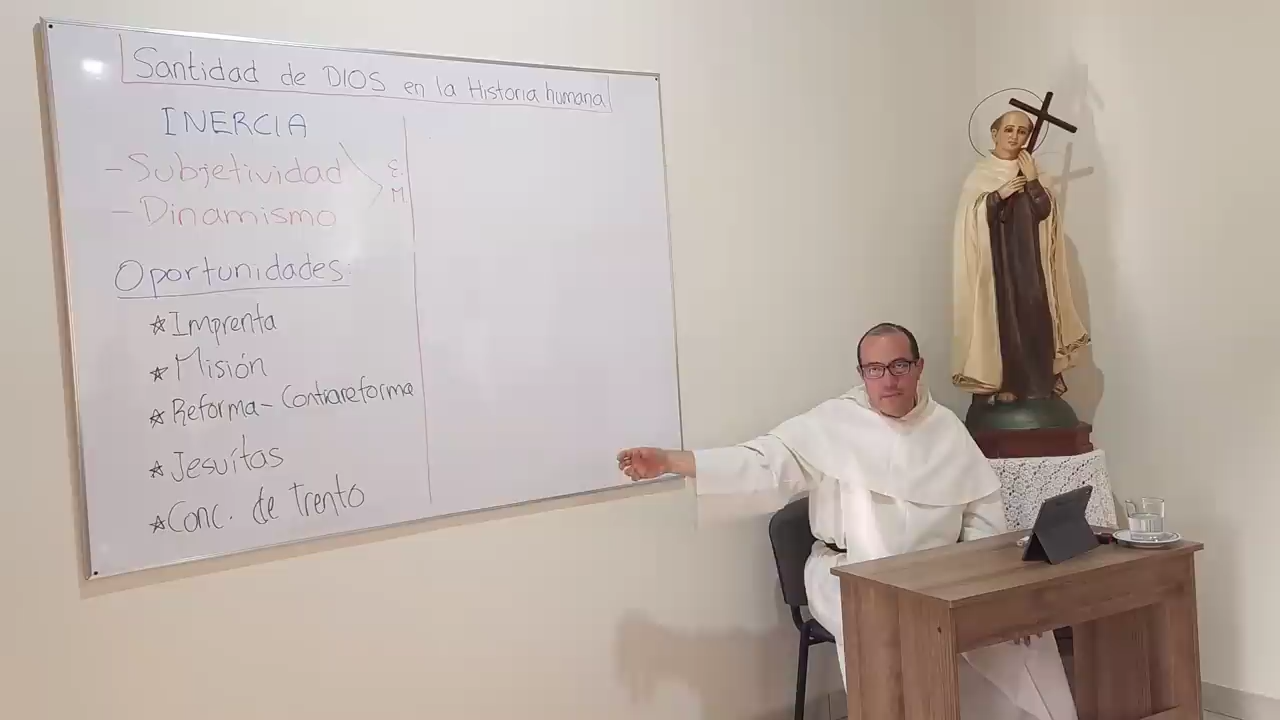 Santidad de DIOS en la Historia humana
INERCIA
- Subjetividad
- Dinamismo
E.
M.
Oportunidades:
☆ Imprenta
☆ Misión
☆ Reforma - Contrareforma
☆ Jesuítas
☆ Conc. de trento